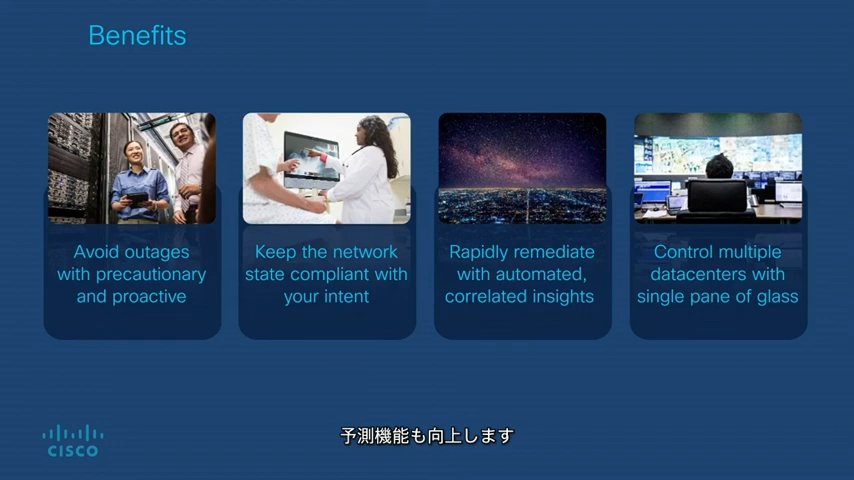 Benefits
Avoid outages
with precautionary
and proactive
Keep the network
state compliant with
your intent
Rapidly remediate
with automated,
correlated insights
Control multiple
datacenters with
single pane of glass
CISCO
予測機能も向上します